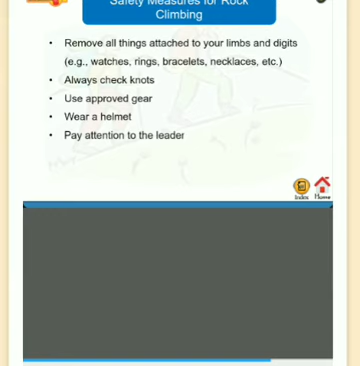 Safety Measures for Rock
Climbing
• Remove all things attached to your limbs and digits
(e.g., watches, rings, bracelets, necklaces, etc.)
• Always check knots
• Use approved gear
• Wear a helmet
• Pay attention to the leader
Index Home